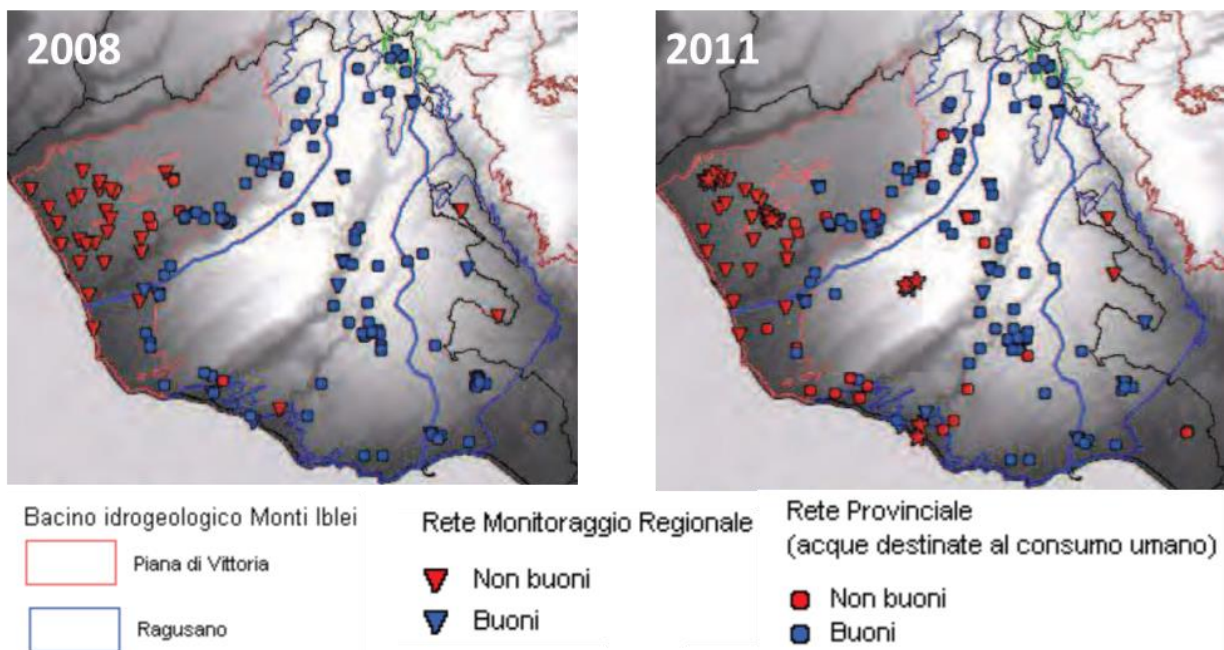 2008
2011
Bacino idrogeologico Monti Iblei
Piana di Vittoria
Ragusano
Rete Monitoraggio Regionale
Non buoni
Buoni
Rete Provinciale
(acque destinate al consumo umano)
Non buoni
Buoni